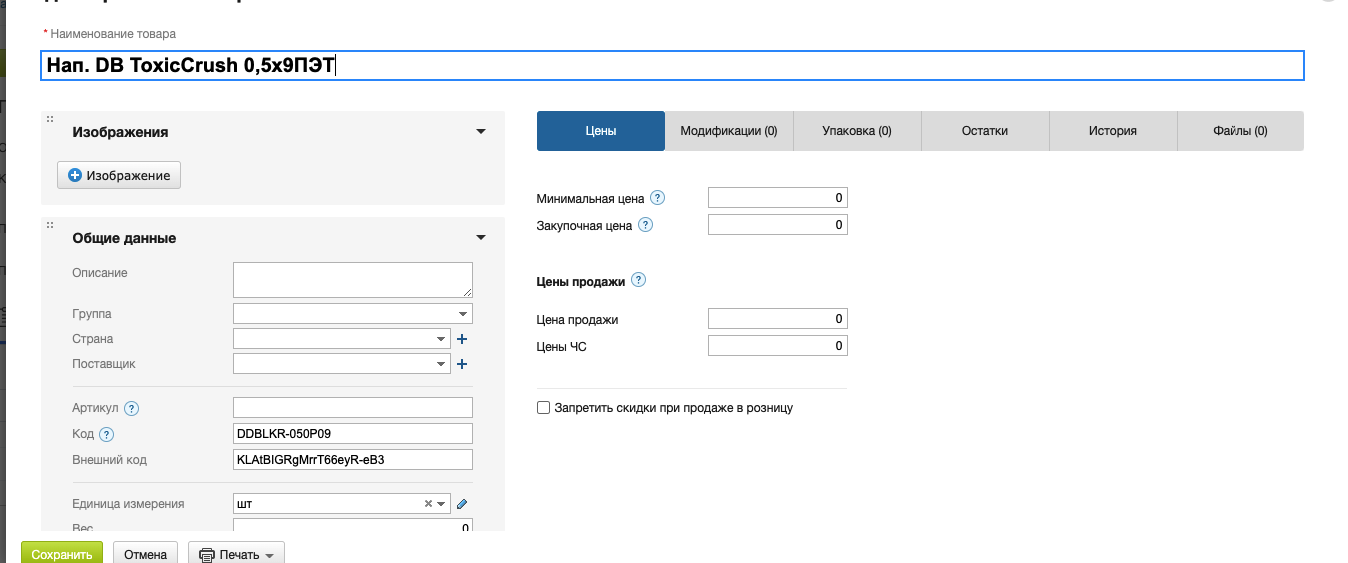 * Наименование товара
Нап. DB ToxicCrush 0,5x9ПЭТ
Изображения
Изображение
Общие данные
Описание
Группа
Страна
Поставщик
Артикул ?
Код ? DDBLKR-050P09
Внешний код KLAtBIGRgMrrT66eyR-eB3
Единица измерения шт
Вес 0
Цены Модификации (0) Упаковка (0) Остатки История Файлы (0)
Минимальная цена ? 0
Закупочная цена ? 0
Цены продажи ?
Цена продажи 0
Цены ЧС 0
Запретить скидки при продаже в розницу
Сохранить Отмена Печать